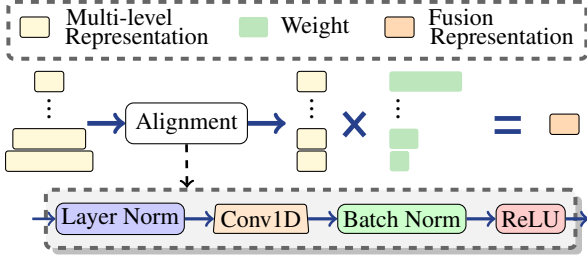 Multi-level
Representation
Weight
Fusion
Representation
Alignment
Layer Norm
Conv1D
Batch Norm
ReLU